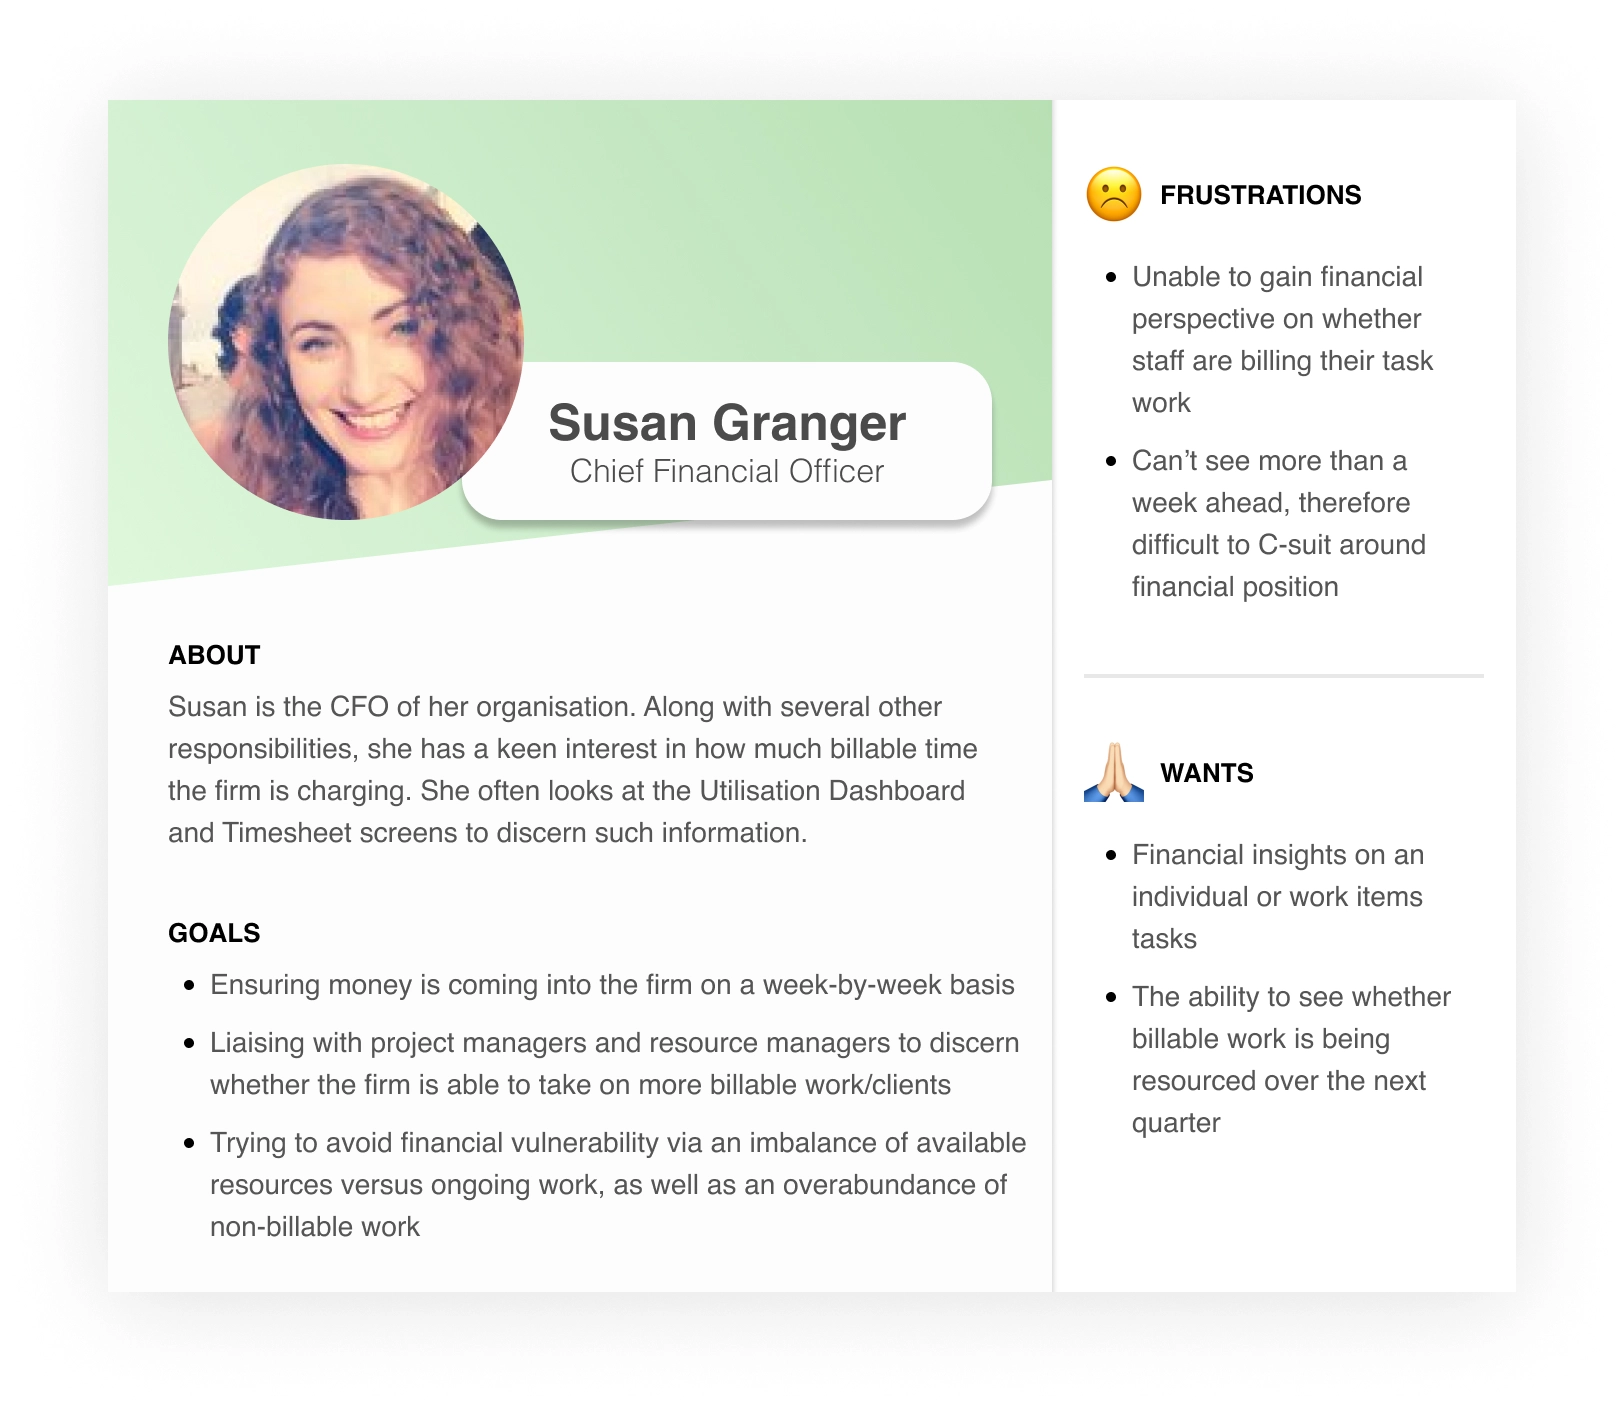 Susan Granger
Chief Financial Officer
ABOUT
Susan is the CFO of her organisation. Along with several other
responsibilities, she has a keen interest in how much billable time
the firm is charging. She often looks at the Utilisation Dashboard
and Timesheet screens to discern such information.
GOALS
Ensuring money is coming into the firm on a week-by-week basis
Liaising with project managers and resource managers to discern
whether the firm is able to take on more billable work/clients
Trying to avoid financial vulnerability via an imbalance of available
resources versus ongoing work, as well as an overabundance of
non-billable work
FRUSTRATIONS
Unable to gain financial
perspective on whether
staff are billing their task
work
Can’t see more than a
week ahead, therefore
difficult to C-suit around
financial position
WANTS
Financial insights on an
individual or work items
tasks
The ability to see whether
billable work is being
resourced over the next
quarter